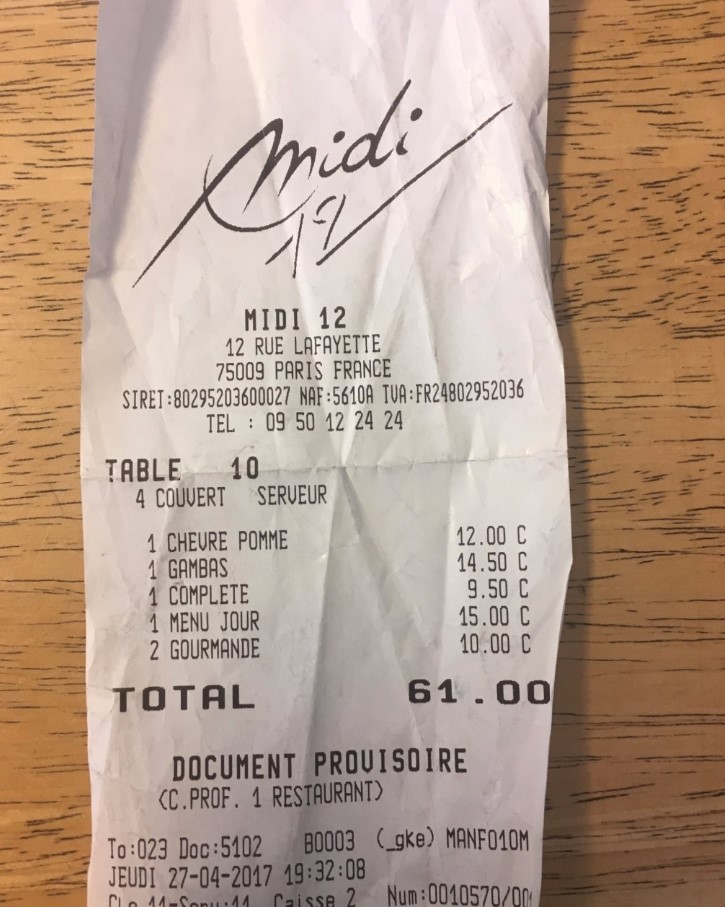 midi
12
MIDI 12
12 RUE LAFAYETTE
75009 PARIS FRANCE
SIRET:80295203600027 NAF:5610A TVA:FR24802952036
TEL : 09 50 12 24 24
TABLE 10
4 COUVERT SERVEUR
1 CHEVRE POMME 12.00 C
1 GAMBAS 14.50 C
1 COMPLETE 9.50 C
1 MENU JOUR 15.00 C
2 GOURMANDE 10.00 C
TOTAL 61.00
DOCUMENT PROVISOIRE
(C.PROF. 1 RESTAURANT)
To:023 Doc:5102 B0003 (_gke) MANF010M
JEUDI 27-04-2017 19:32:08
Caisse 2 Num:0010570/00